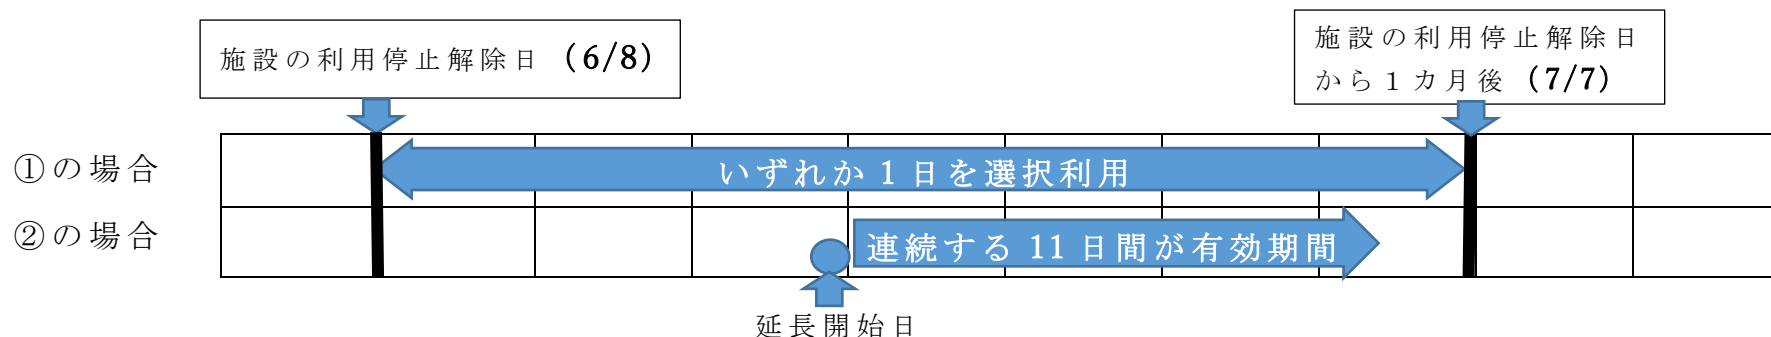 施設の利用停止解除日（6/8）
施設の利用停止解除日
から１カ月後（7/7）
①の場合
いずれか1日を選択利用
②の場合
連続する11日間が有効期間
延長開始日